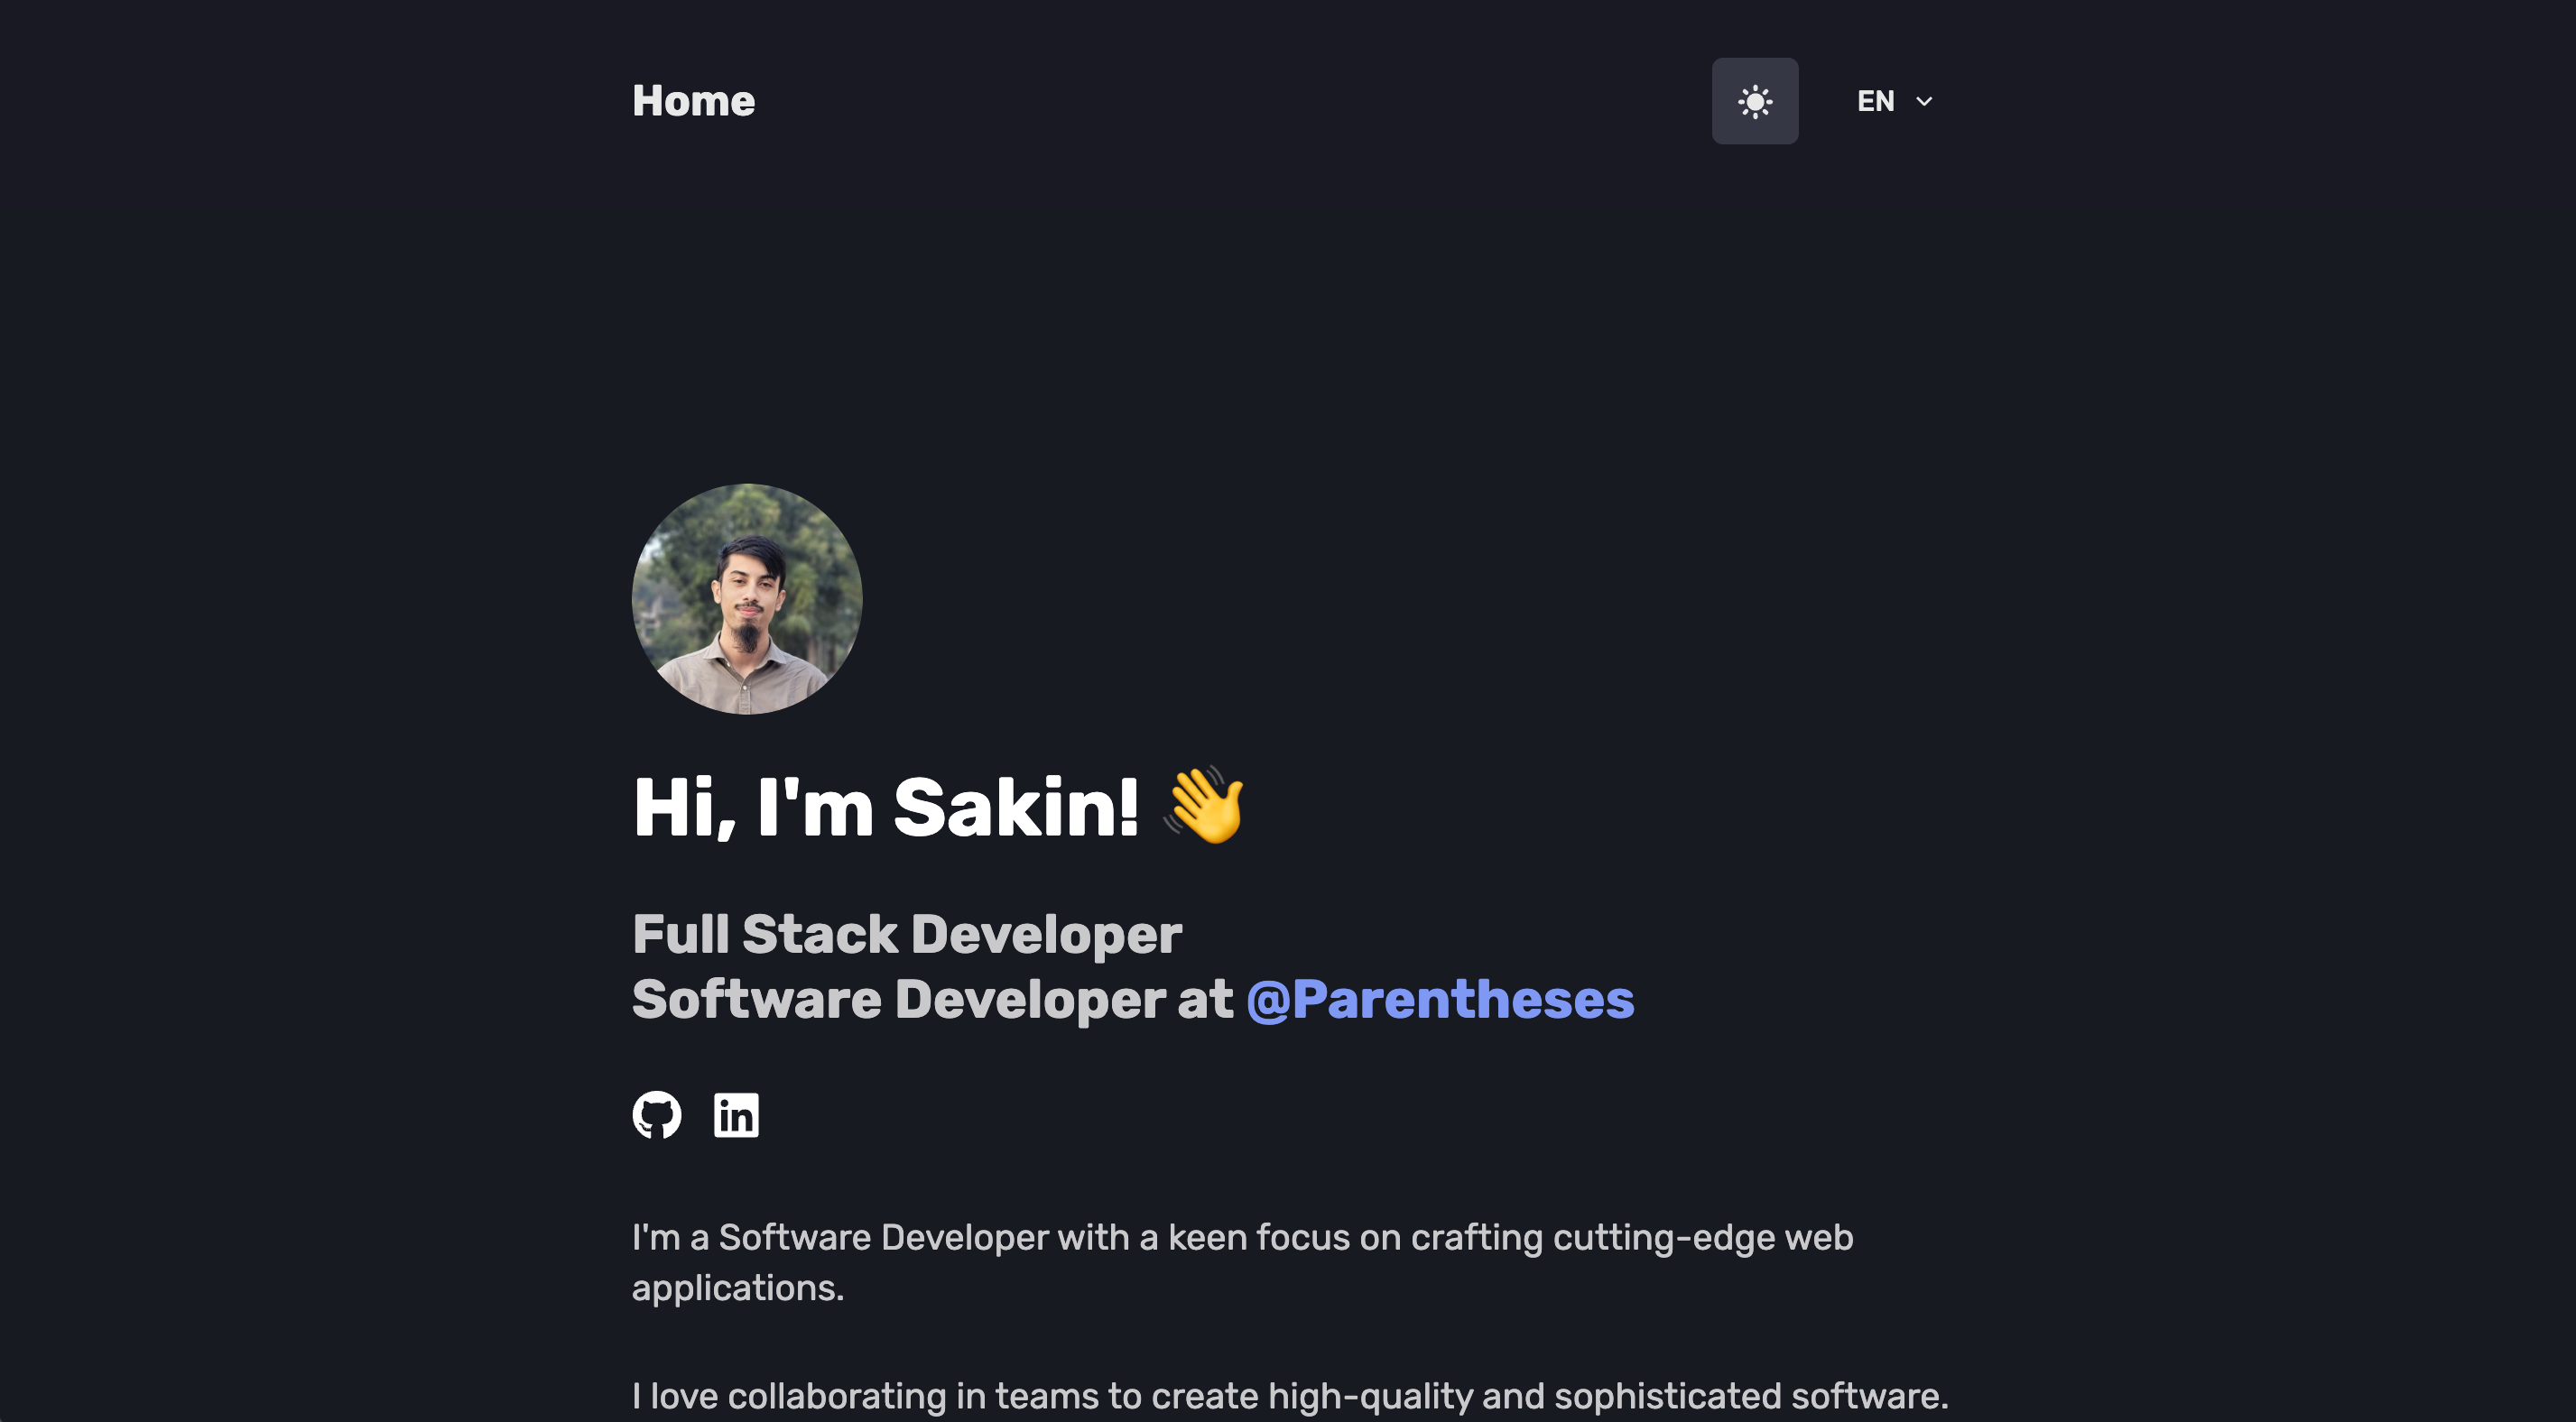 Home
EN
Hi, I'm Sakin! 👋
Full Stack Developer
Software Developer at @Parentheses
in
I'm a Software Developer with a keen focus on crafting cutting-edge web
applications.
I love collaborating in teams to create high-quality and sophisticated software.